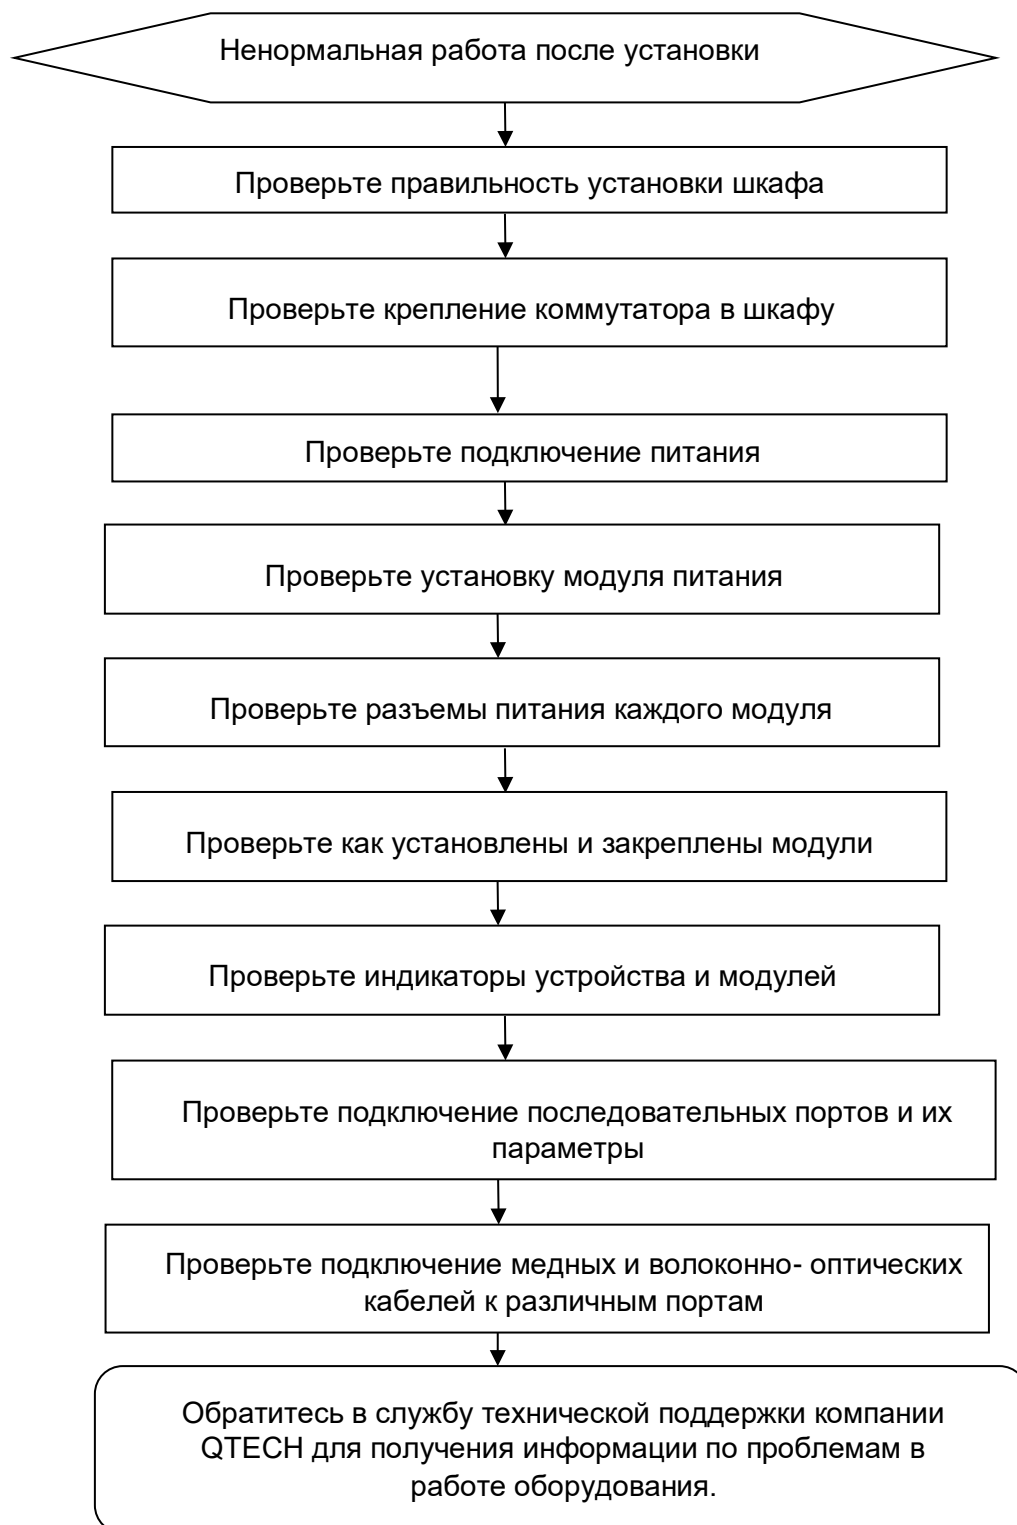 Ненормальная работа после установки
Проверьте правильность установки шкафа
Проверьте крепление коммутатора в шкафу
Проверьте подключение питания
Проверьте установку модуля питания
Проверьте разъемы питания каждого модуля
Проверьте как установлены и закреплены модули
Проверьте индикаторы устройства и модулей
Проверьте подключение последовательных портов и их
параметры
Проверьте подключение медных и волоконно- оптических
кабелей к различным портам
Обратитесь в службу технической поддержки компании
QTECH для получения информации по проблемам в
работе оборудования.